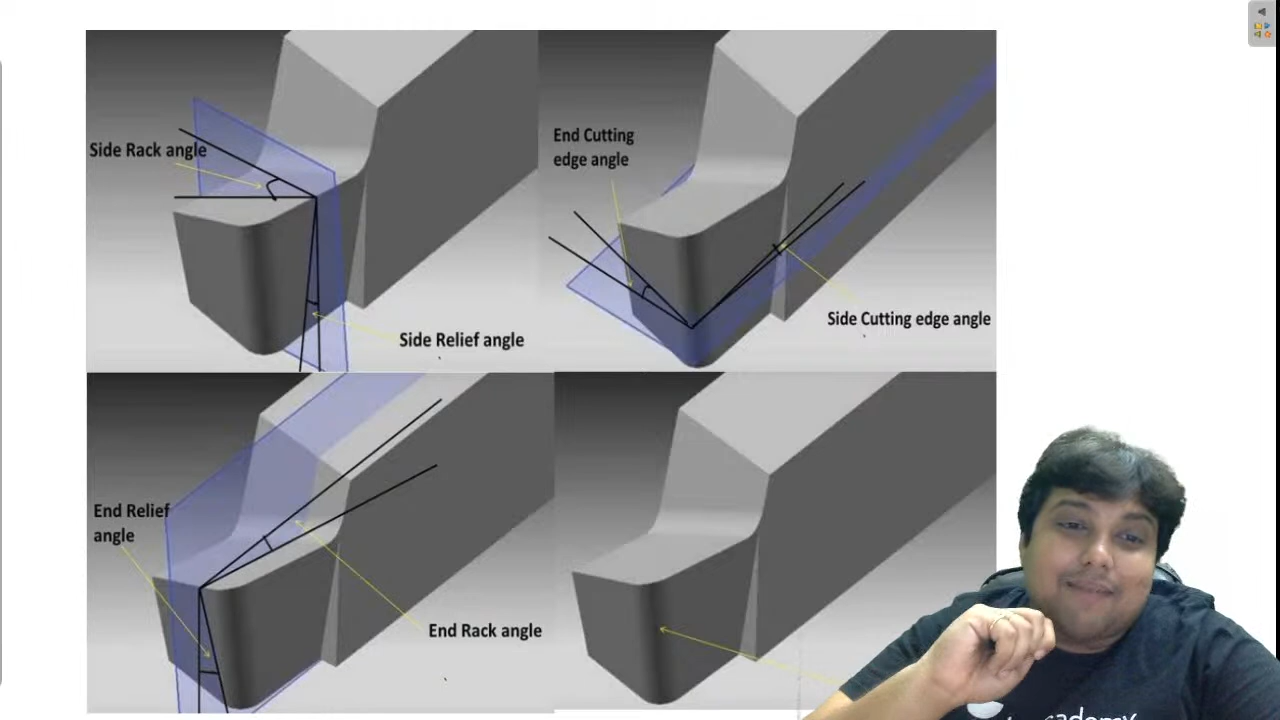 Side Rack angle
Side Relief angle
End Cutting
edge angle
Side Cutting edge angle
End Relief
angle
End Rack angle